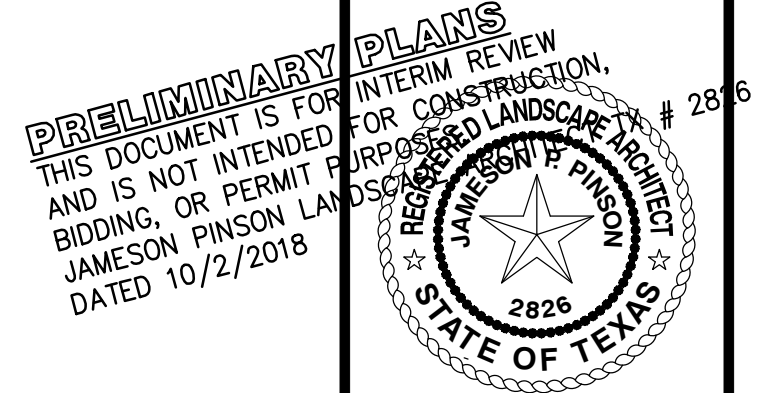 PRELIMINARY PLANS
THIS DOCUMENT IS FOR INTERIM REVIEW
AND IS NOT INTENDED FOR CONSTRUCTION,
BIDDING, OR PERMIT PURPOSES.
JAMESON PINSON LANDSCAPE ARCHITECT, TX # 2826
DATED 10/2/2018
REGISTERED LANDSCAPE ARCHITECT
JAMESON P. PINSON
2826
STATE OF TEXAS